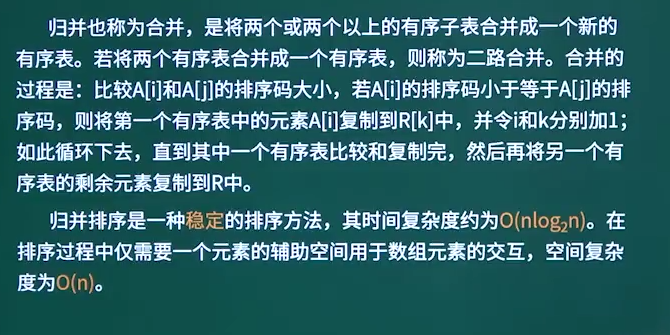 归并也称为合并，是将两个或两个以上的有序子表合并成一个新的
有序表。若将两个有序表合并成一个有序表，则称为二路合并。合并的
过程是：比较A[i]和A[j]的排序码大小，若A[i]的排序码小于等于A[j]的排
序码，则将第一个有序表中的元素A[i]复制到R[k]中，并令i和k分别加1；
如此循环下去，直到其中一个有序表比较和复制完，然后再将另一个有
序表的剩余元素复制到R中。
归并排序是一种稳定的排序方法，其时间复杂度约为O(nlog₂n)。在
排序过程中仅需要一个元素的辅助空间用于数组元素的交互，空间复杂
度为O(n)。